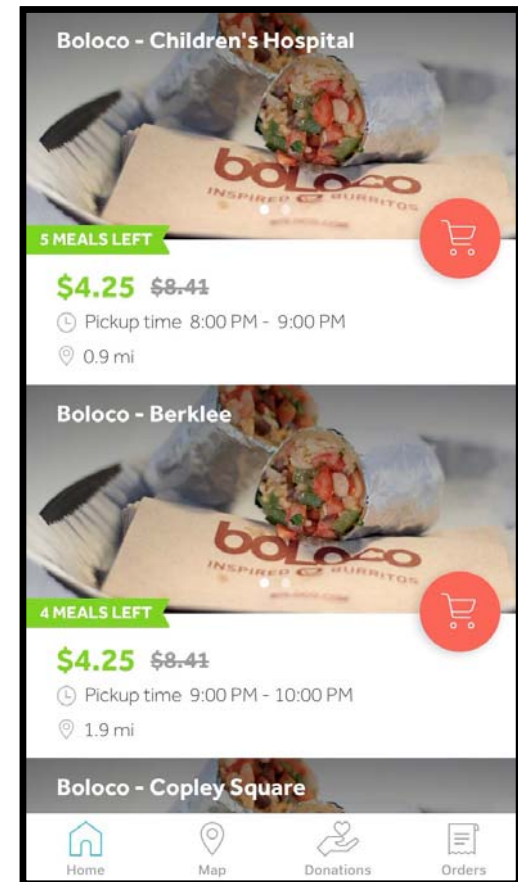 Boloco - Children's Hospital
boloco
INSPIRED BURRITOS
5 MEALS LEFT
$4.25 $8.41
Pickup time 8:00 PM - 9:00 PM
0.9 mi
Boloco - Berklee
boloco
INSPIRED BURRITOS
4 MEALS LEFT
$4.25 $8.41
Pickup time 9:00 PM - 10:00 PM
1.9 mi
Boloco - Copley Square
Home Map Donations Orders